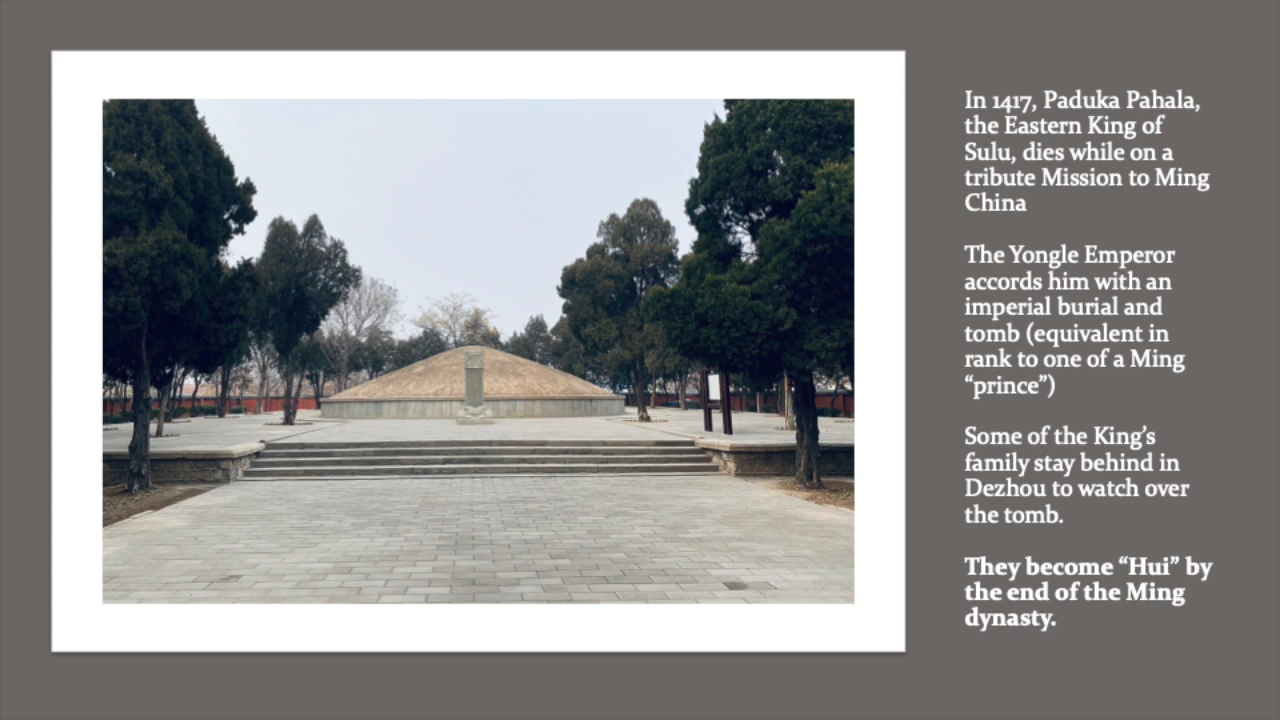 In 1417, Paduka Pahala,
the Eastern King of
Sulu, dies while on a
tribute Mission to Ming
China
The Yongle Emperor
accords him with an
imperial burial and
tomb (equivalent in
rank to one of a Ming
“prince”)
Some of the King’s
family stay behind in
Dezhou to watch over
the tomb.
They become “Hui” by
the end of the Ming
dynasty.